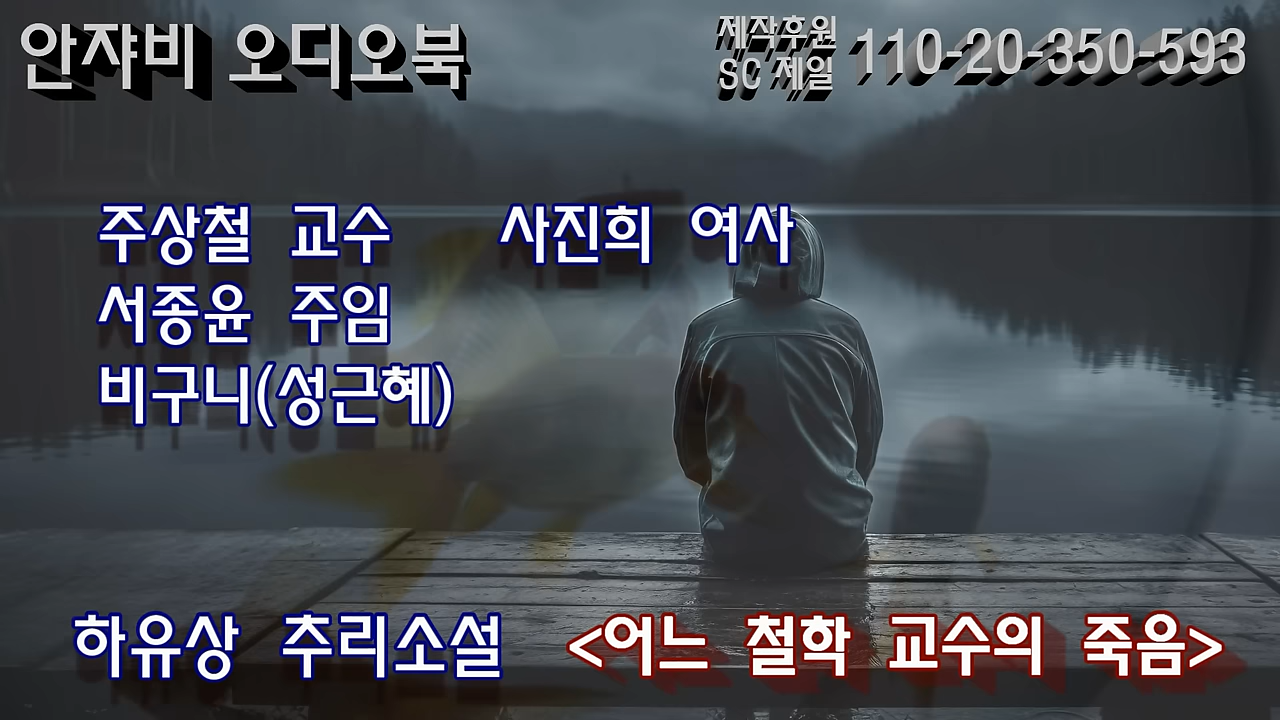 안쟈비 오디오북
제작후원
SC 제일
110-20-350-593
주상철 교수 사진희 여사
서종윤 주임
비구니(성근혜)
하유상 추리소설 <어느 철학 교수의 죽음>